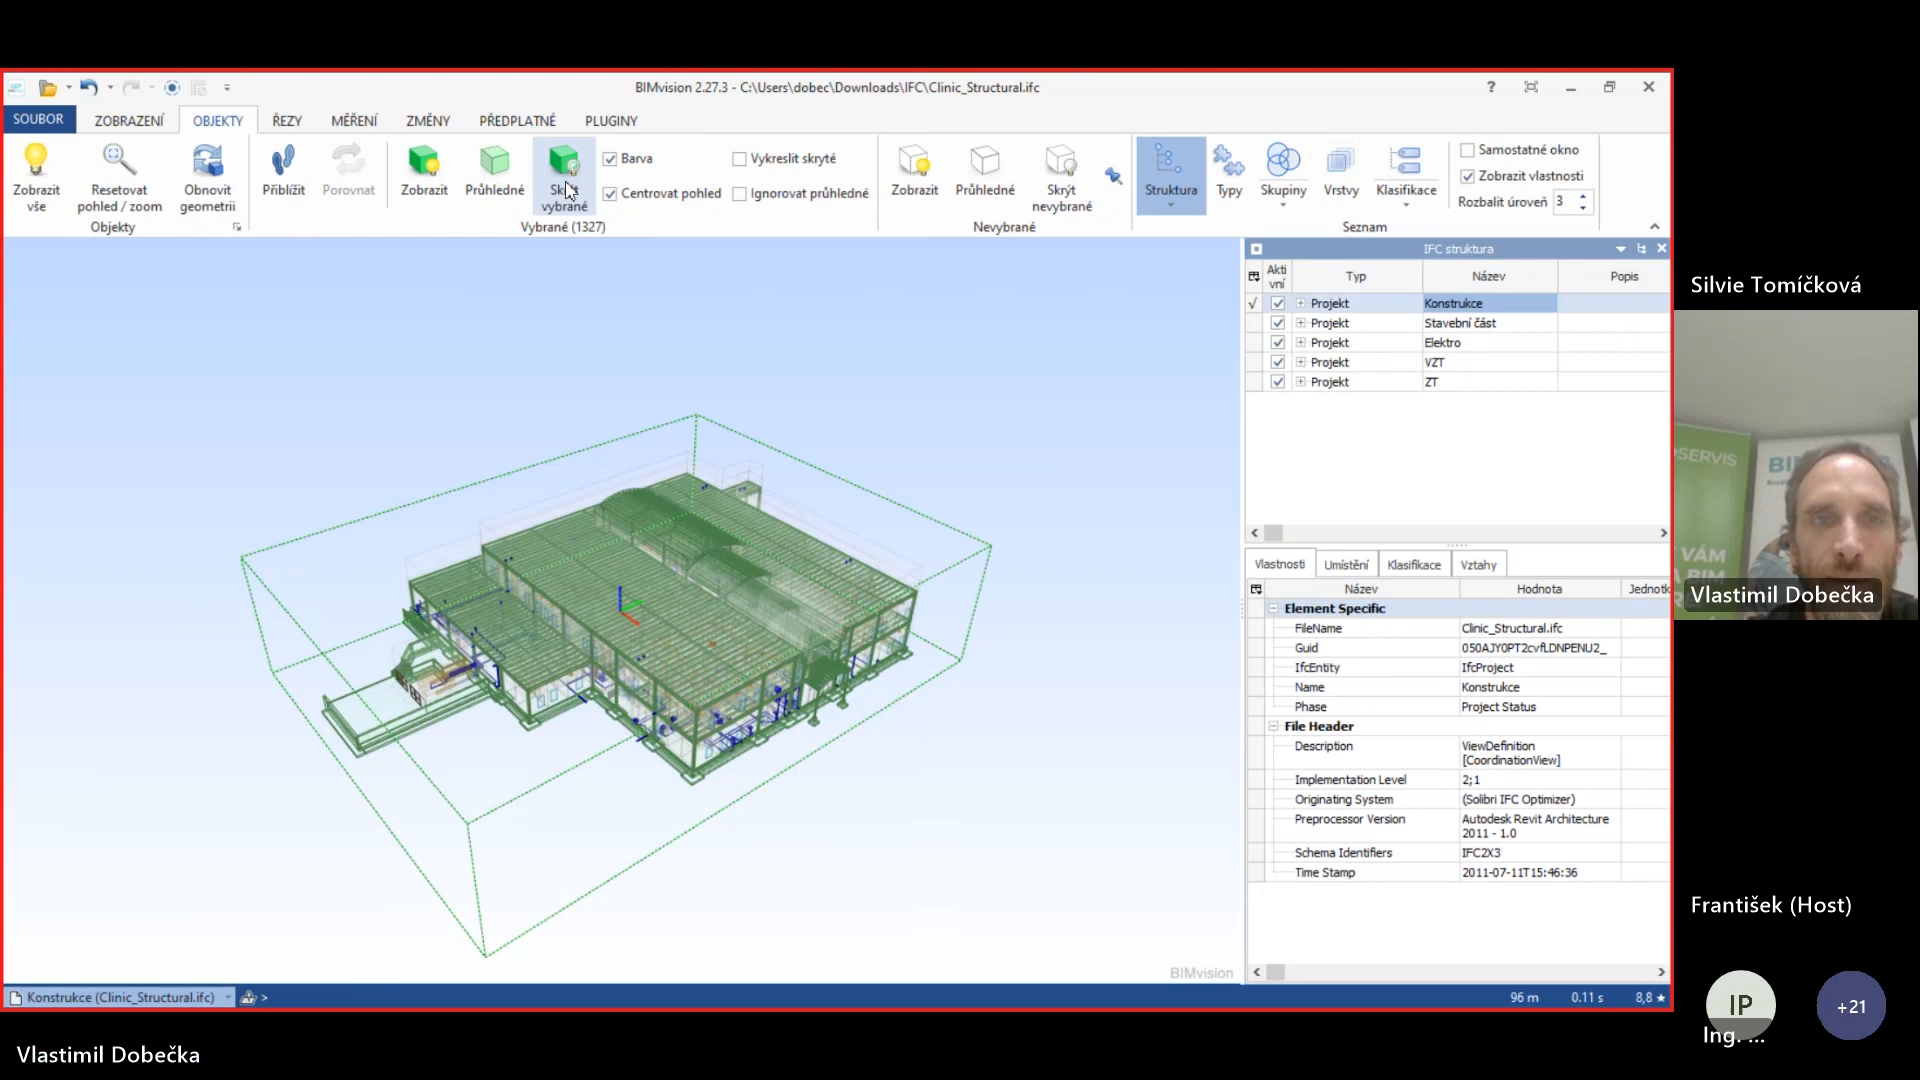 BIMvision 2.27.3 - C:\Users\dobec\Downloads\IFC\Clinic_Structural.ifc
SOUBOR ZOBRAZENÍ OBJEKTY ŘEZY MĚŘENÍ ZMĚNY PŘEDPLATNÉ PLUGINY
Zobrazit vše
Resetovat pohled / zoom
Obnovit geometrii
Objekty
Přiblížit
Porovnat
Zobrazit
Průhledné
Skrýt vybrané
Barva
Centrovat pohled
Vykreslit skryté
Ignorovat průhledné
Vybrané (1327)
Zobrazit
Průhledné
Skrýt nevybrané
Nevybrané
Struktura
Typy
Skupiny
Vrstvy
Klasifikace
Samostatné okno
Zobrazit vlastnosti
Rozbalit úroveň 3
Seznam
IFC struktura
Aktivní Typ Název Popis
Projekt Konstrukce
Projekt Stavební část
Projekt Elektro
Projekt VZT
Projekt ZT
Vlastnosti Umístění Klasifikace Vztahy
Název Hodnota Jednotk
Element Specific
FileName Clinic_Structural.ifc
Guid 050AJY0PT2cvfLDNPENU2_
IfcEntity IfcProject
Name Konstrukce
Phase Project Status
File Header
Description ViewDefinition
[CoordinationView]
Implementation Level 2;1
Originating System (Solibri IFC Optimizer)
Preprocessor Version Autodesk Revit Architecture
2011 - 1.0
Schema Identifiers IFC2X3
Time Stamp 2011-07-11T15:46:36
BIMvision
Konstrukce (Clinic_Structural.ifc)
96 m 0.11 s 8,8
Vlastimil Dobečka
Silvie Tomíčková
VÁM
BIM
Vlastimil Dobečka
František (Host)
IP
Ing. ...
+21